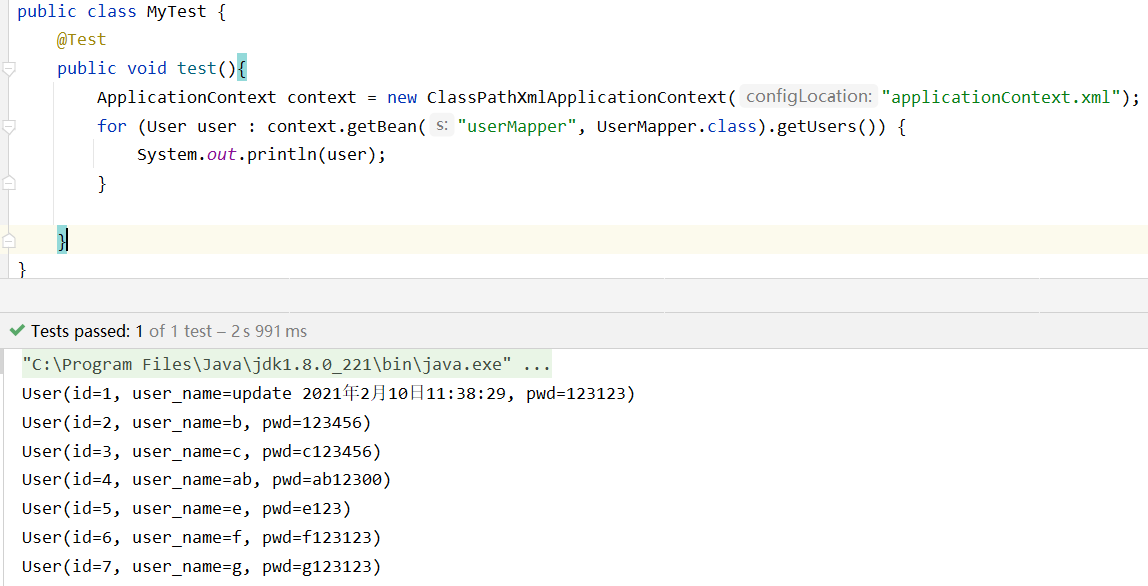 public class MyTest {
@Test
public void test(){
ApplicationContext context = new ClassPathXmlApplicationContext( configLocation: "applicationContext.xml");
for (User user : context.getBean( s: "userMapper", UserMapper.class).getUsers()) {
System.out.println(user);
}
}
}
Tests passed: 1 of 1 test – 2 s 991 ms
"C:\Program Files\Java\jdk1.8.0_221\bin\java.exe" ...
User(id=1, user_name=update 2021年2月10日11:38:29, pwd=123123)
User(id=2, user_name=b, pwd=123456)
User(id=3, user_name=c, pwd=c123456)
User(id=4, user_name=ab, pwd=ab12300)
User(id=5, user_name=e, pwd=e123)
User(id=6, user_name=f, pwd=f123123)
User(id=7, user_name=g, pwd=g123123)